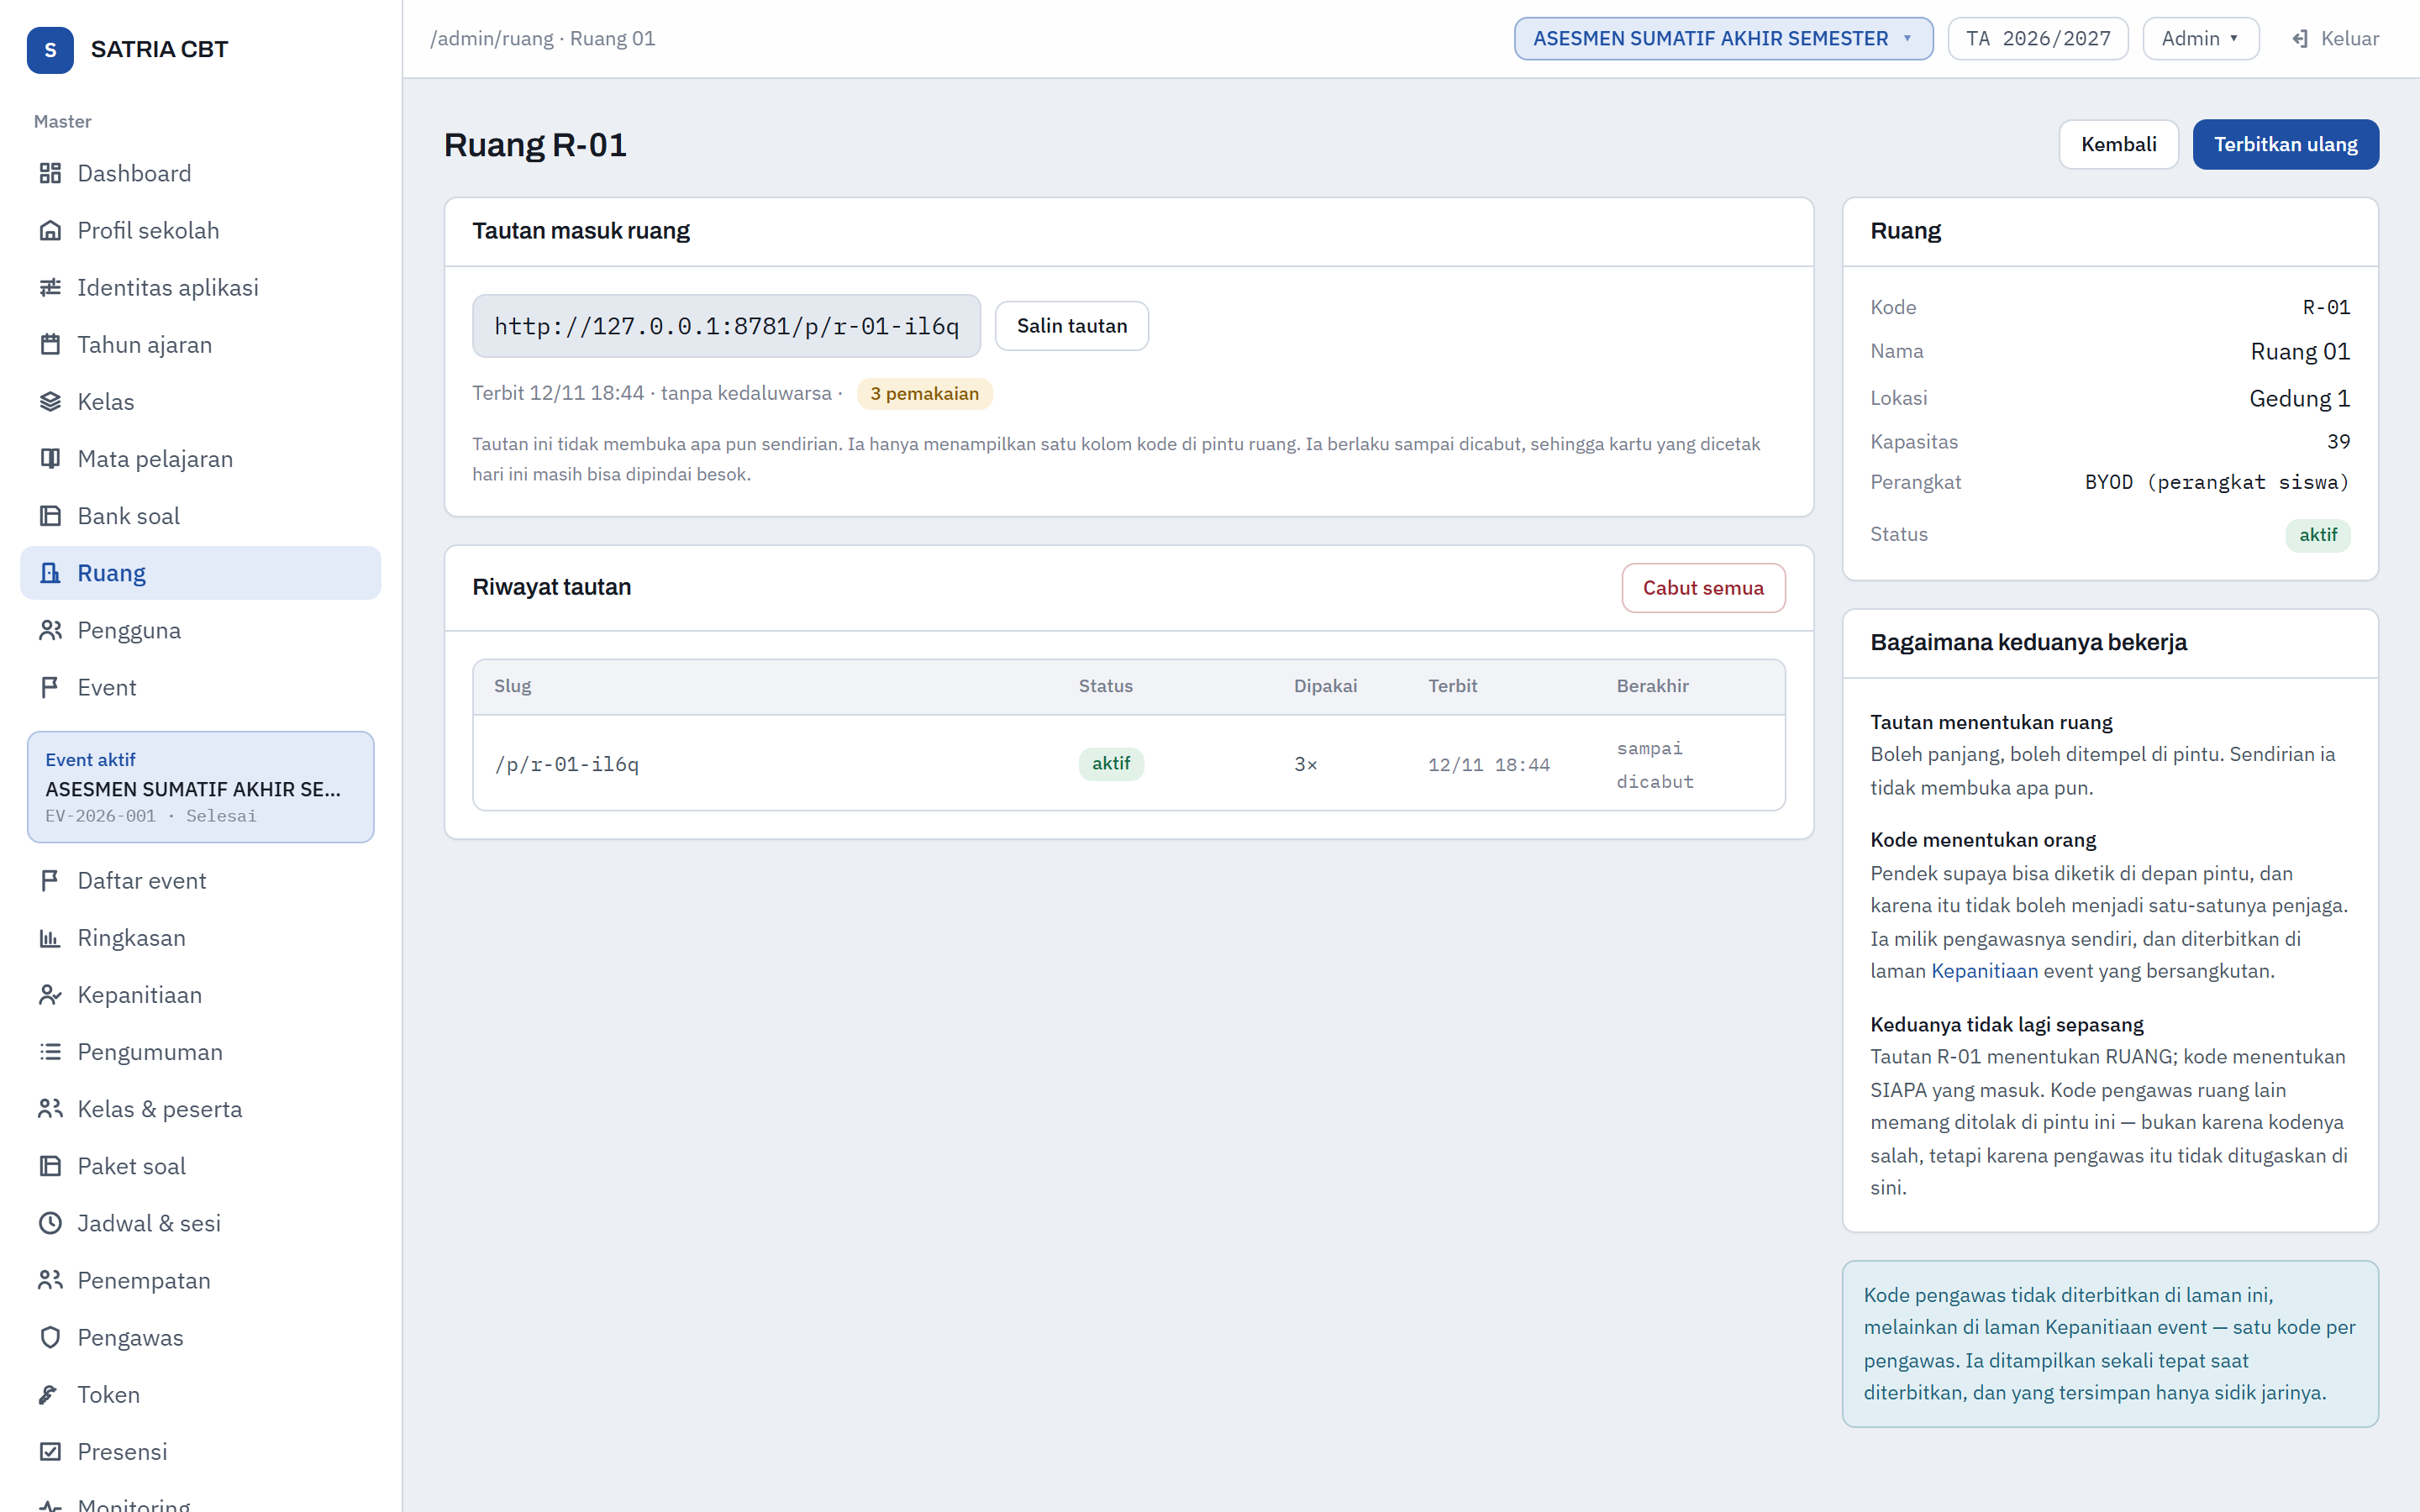 S SATRIA CBT
Master
Dashboard
Profil sekolah
Identitas aplikasi
Tahun ajaran
Kelas
Mata pelajaran
Bank soal
Ruang
Pengguna
Event
Event aktif
ASESMEN SUMATIF AKHIR SE...
EV-2026-001 · Selesai
Daftar event
Ringkasan
Kepanitiaan
Pengumuman
Kelas & peserta
Paket soal
Jadwal & sesi
Penempatan
Pengawas
Token
Presensi
Monitoring
/admin/ruang · Ruang 01
ASESMEN SUMATIF AKHIR SEMESTER ▾
TA 2026/2027
Admin ▾
Keluar
Ruang R-01
Kembali
Terbitkan ulang
Tautan masuk ruang
http://127.0.0.1:8781/p/r-01-il6q
Salin tautan
Terbit 12/11 18:44 · tanpa kedaluwarsa · 3 pemakaian
Tautan ini tidak membuka apa pun sendirian. Ia hanya menampilkan satu kolom kode di pintu ruang. Ia berlaku sampai dicabut, sehingga kartu yang dicetak
hari ini masih bisa dipindai besok.
Riwayat tautan
Cabut semua
Slug Status Dipakai Terbit Berakhir
/p/r-01-il6q aktif 3× 12/11 18:44 sampai
dicabut
Ruang
Kode R-01
Nama Ruang 01
Lokasi Gedung 1
Kapasitas 39
Perangkat BYOD (perangkat siswa)
Status aktif
Bagaimana keduanya bekerja
Tautan menentukan ruang
Boleh panjang, boleh ditempel di pintu. Sendirian ia
tidak membuka apa pun.
Kode menentukan orang
Pendek supaya bisa diketik di depan pintu, dan
karena itu tidak boleh menjadi satu-satunya penjaga.
Ia milik pengawasnya sendiri, dan diterbitkan di
laman Kepanitiaan event yang bersangkutan.
Keduanya tidak lagi sepasang
Tautan R-01 menentukan RUANG; kode menentukan
SIAPA yang masuk. Kode pengawas ruang lain
memang ditolak di pintu ini — bukan karena kodenya
salah, tetapi karena pengawas itu tidak ditugaskan di
sini.
Kode pengawas tidak diterbitkan di laman ini,
melainkan di laman Kepanitiaan event — satu kode per
pengawas. Ia ditampilkan sekali tepat saat
diterbitkan, dan yang tersimpan hanya sidik jarinya.